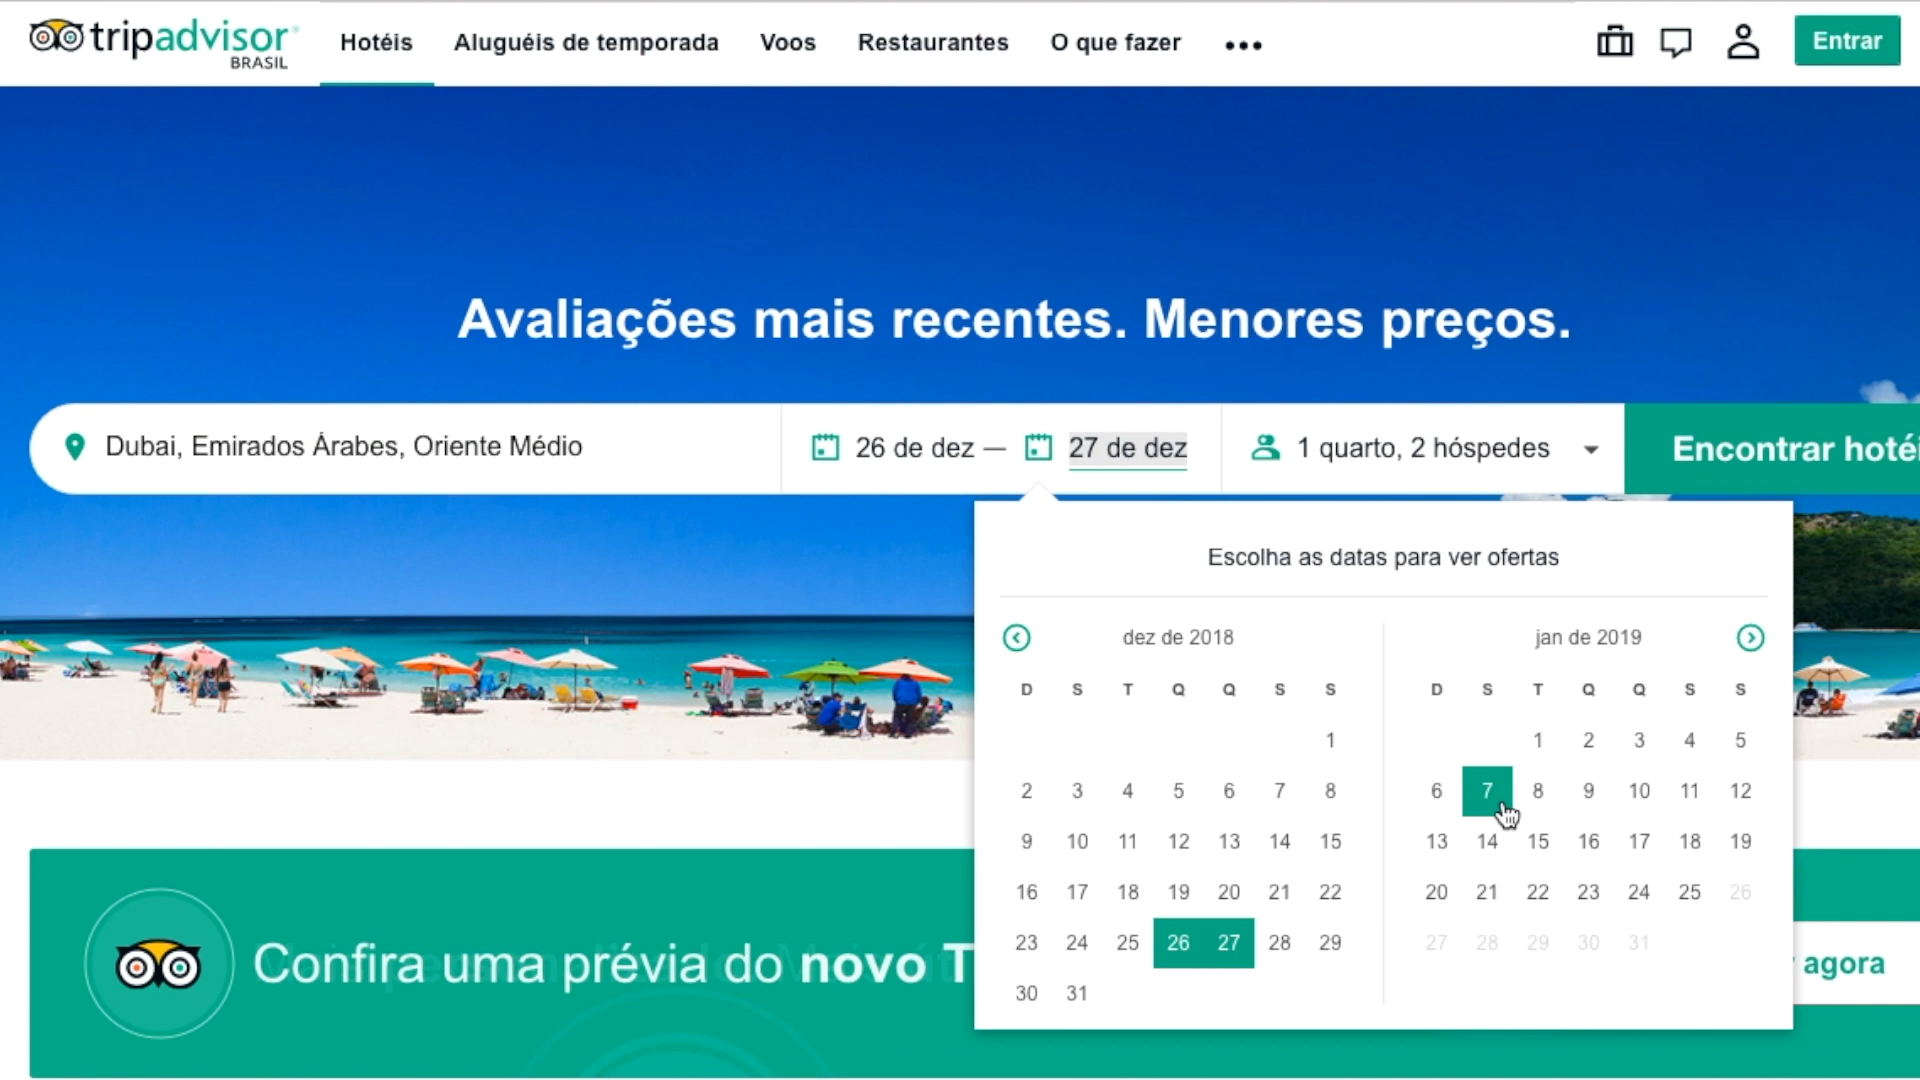 tripadvisor
BRASIL
Hotéis
Aluguéis de temporada
Voos
Restaurantes
O que fazer
Entrar
Avaliações mais recentes. Menores preços.
Dubai, Emirados Árabes, Oriente Médio
26 de dez — 27 de dez
1 quarto, 2 hóspedes
Encontrar hotéi
Escolha as datas para ver ofertas
dez de 2018
D S T Q Q S S
1
2 3 4 5 6 7 8
9 10 11 12 13 14 15
16 17 18 19 20 21 22
23 24 25 26 27 28 29
30 31
jan de 2019
D S T Q Q S S
1 2 3 4 5
6 7 8 9 10 11 12
13 14 15 16 17 18 19
20 21 22 23 24 25 26
27 28 29 30 31
Confira uma prévia do novo T
agora